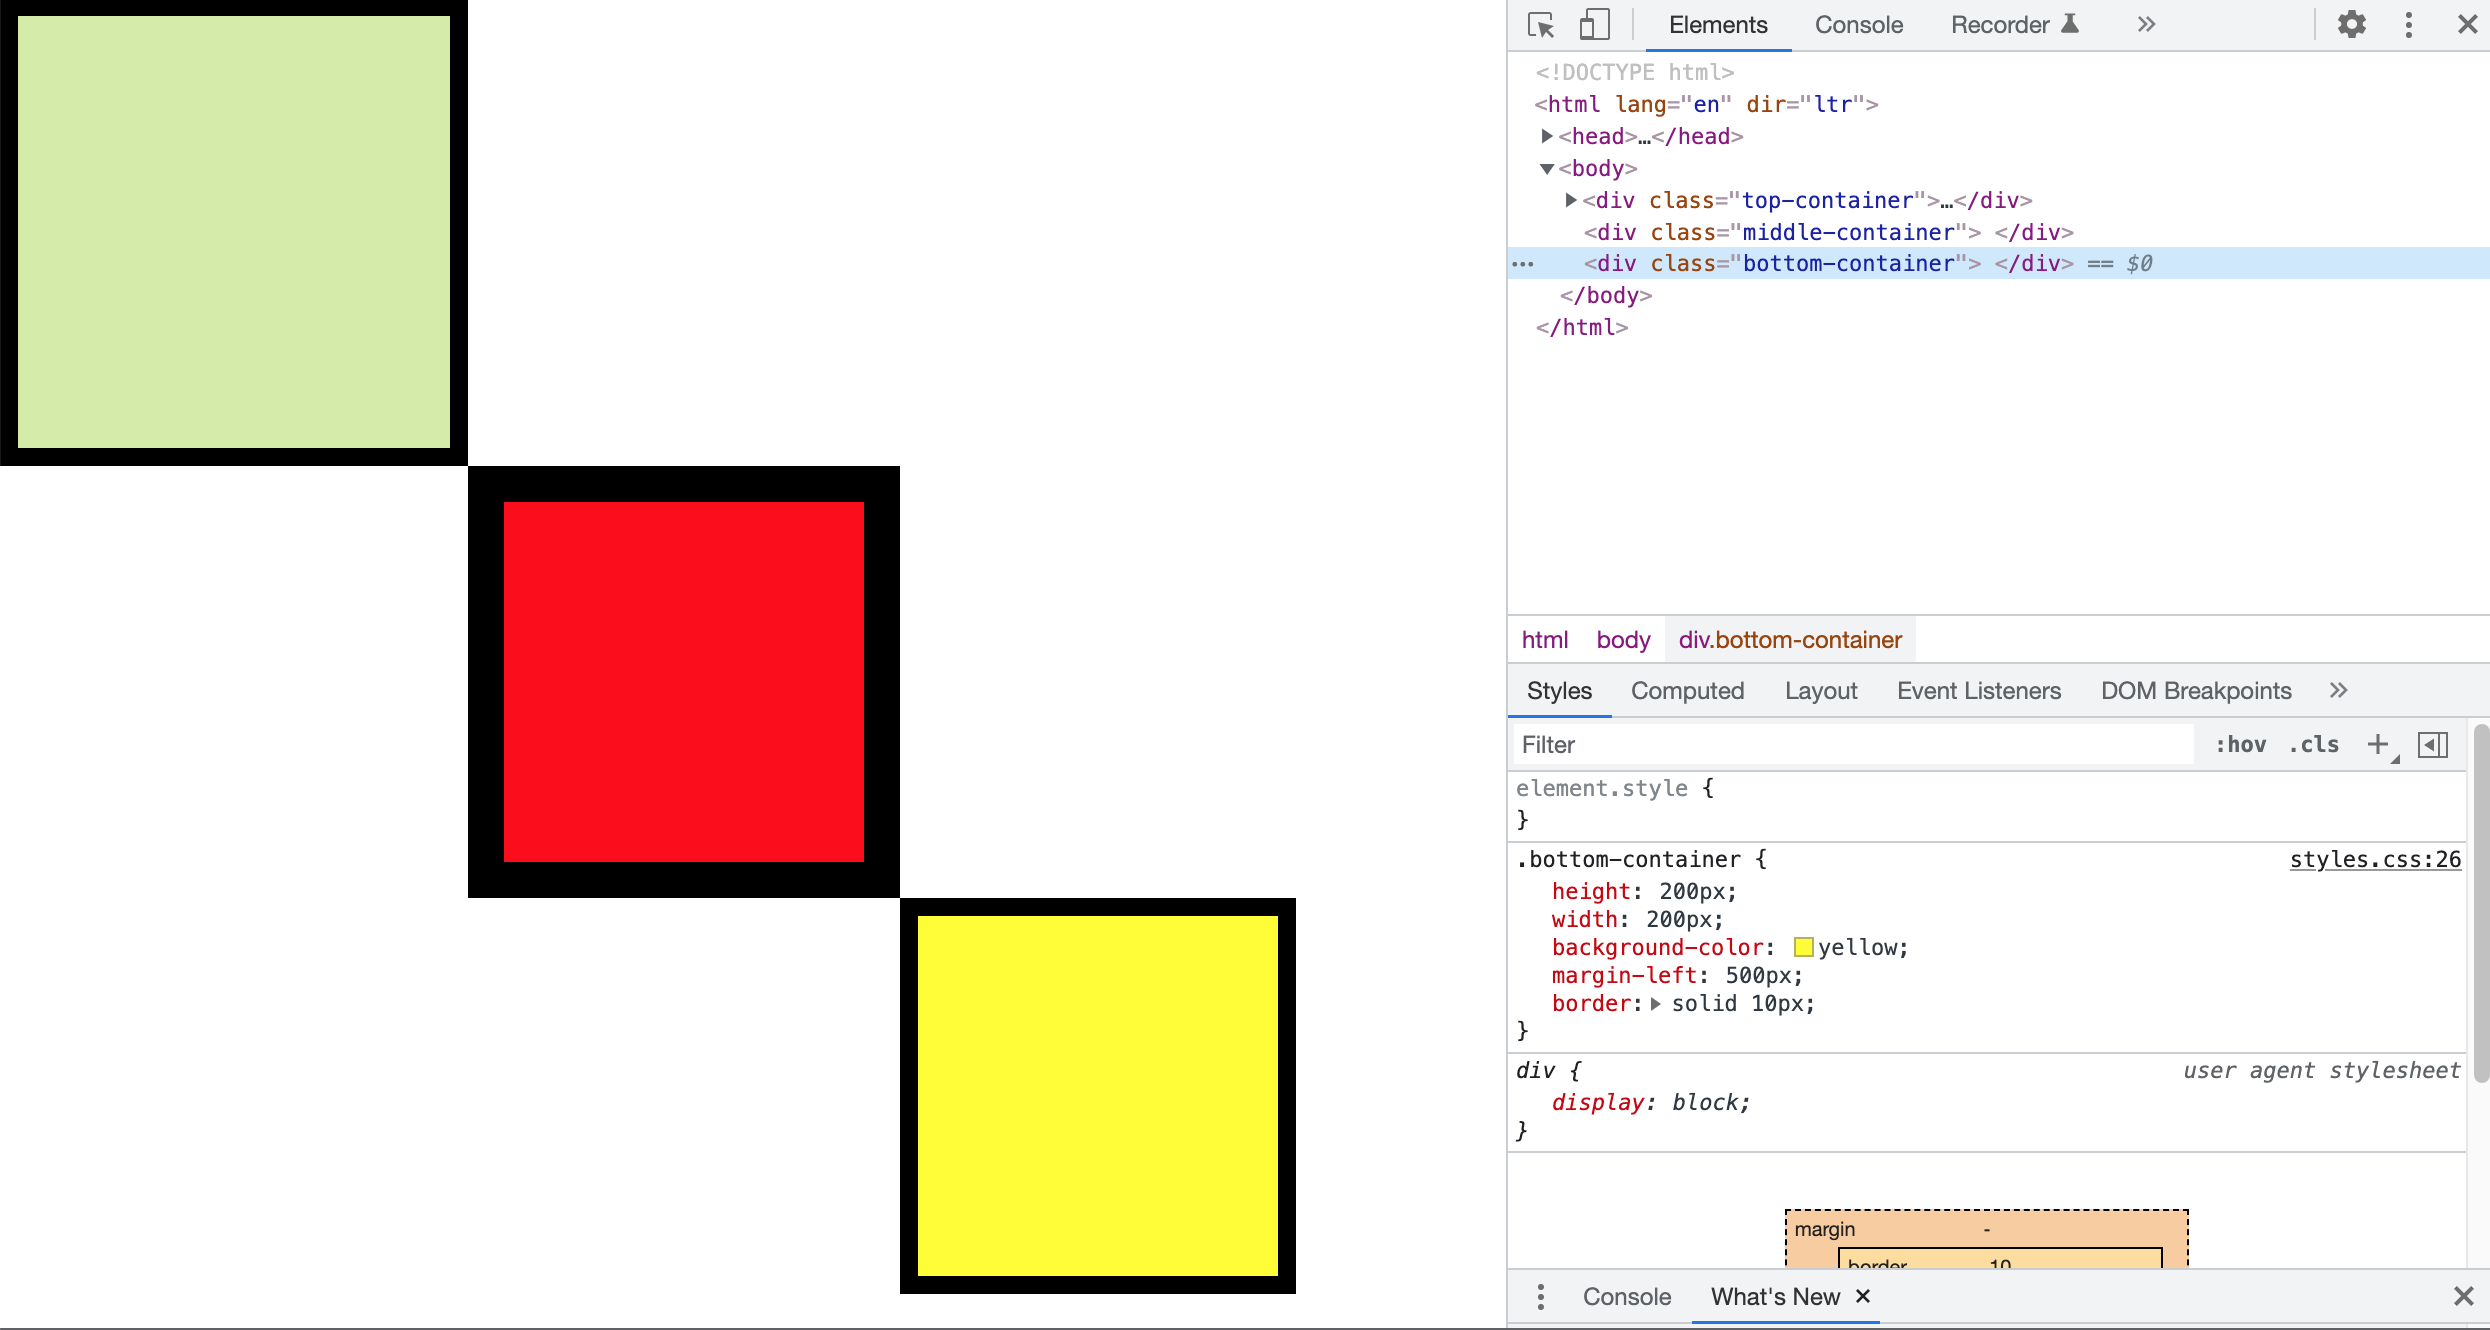 Elements Console Recorder
<!DOCTYPE html>
<html lang="en" dir="ltr">
<head>…</head>
<body>
<div class="top-container">…</div>
<div class="middle-container"> </div>
<div class="bottom-container"> </div> == $0
</body>
</html>
html body div.bottom-container
Styles Computed Layout Event Listeners DOM Breakpoints
Filter :hov .cls
element.style {
}
.bottom-container { styles.css:26
height: 200px;
width: 200px;
background-color: yellow;
margin-left: 500px;
border: solid 10px;
}
div { user agent stylesheet
display: block;
}
margin -
border 10
Console What's New